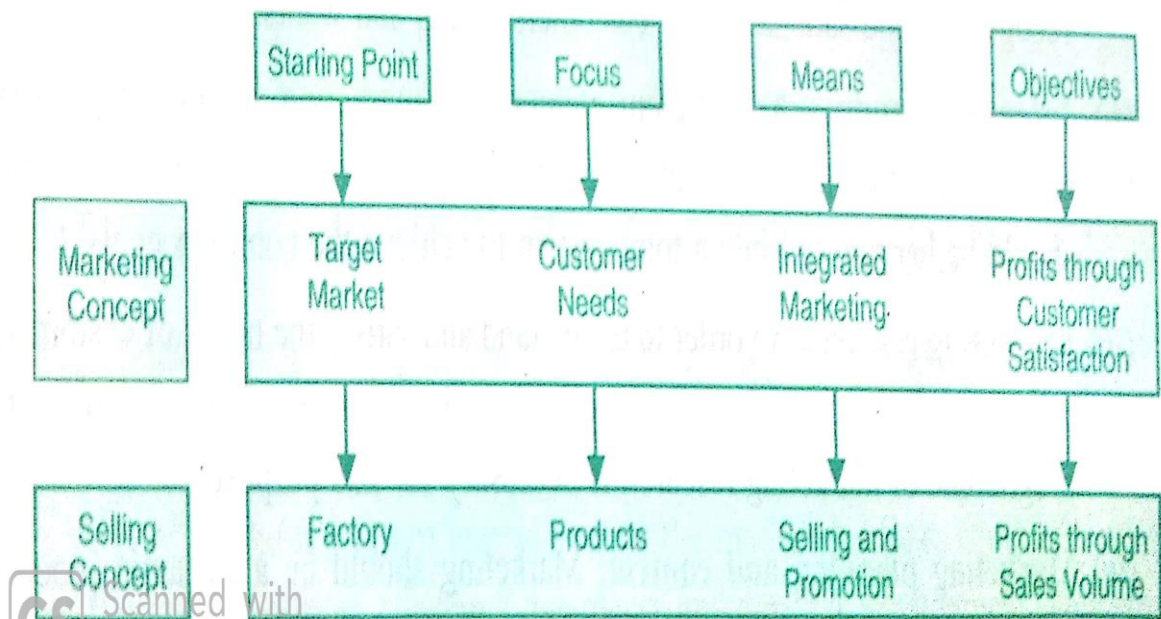 Starting Point
Focus
Means
Objectives
Marketing
Concept
Target
Market
Customer
Needs
Integrated
Marketing
Profits through
Customer
Satisfaction
Selling
Concept
Factory
Products
Selling and
Promotion
Profits through
Sales Volume
CS
Scanned with